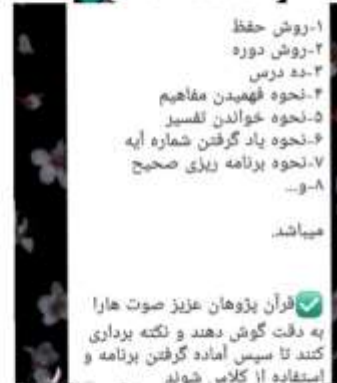 ۱-روش حفظ
۲-روش دوره
۳-ده درس
۴-نحوه فهمیدن مفاهیم
۵-نحوه خواندن تفسیر
۶-نحوه یاد گرفتن شماره آیه
۷-نحوه برنامه ریزی صحیح
۸-و...
میباشد.
✅قرآن پژوهان عزیز صوت هارا
به دقت گوش دهند و نکته برداری
کنند تا سپس آماده گرفتن برنامه و
استفاده از کلاس شوند